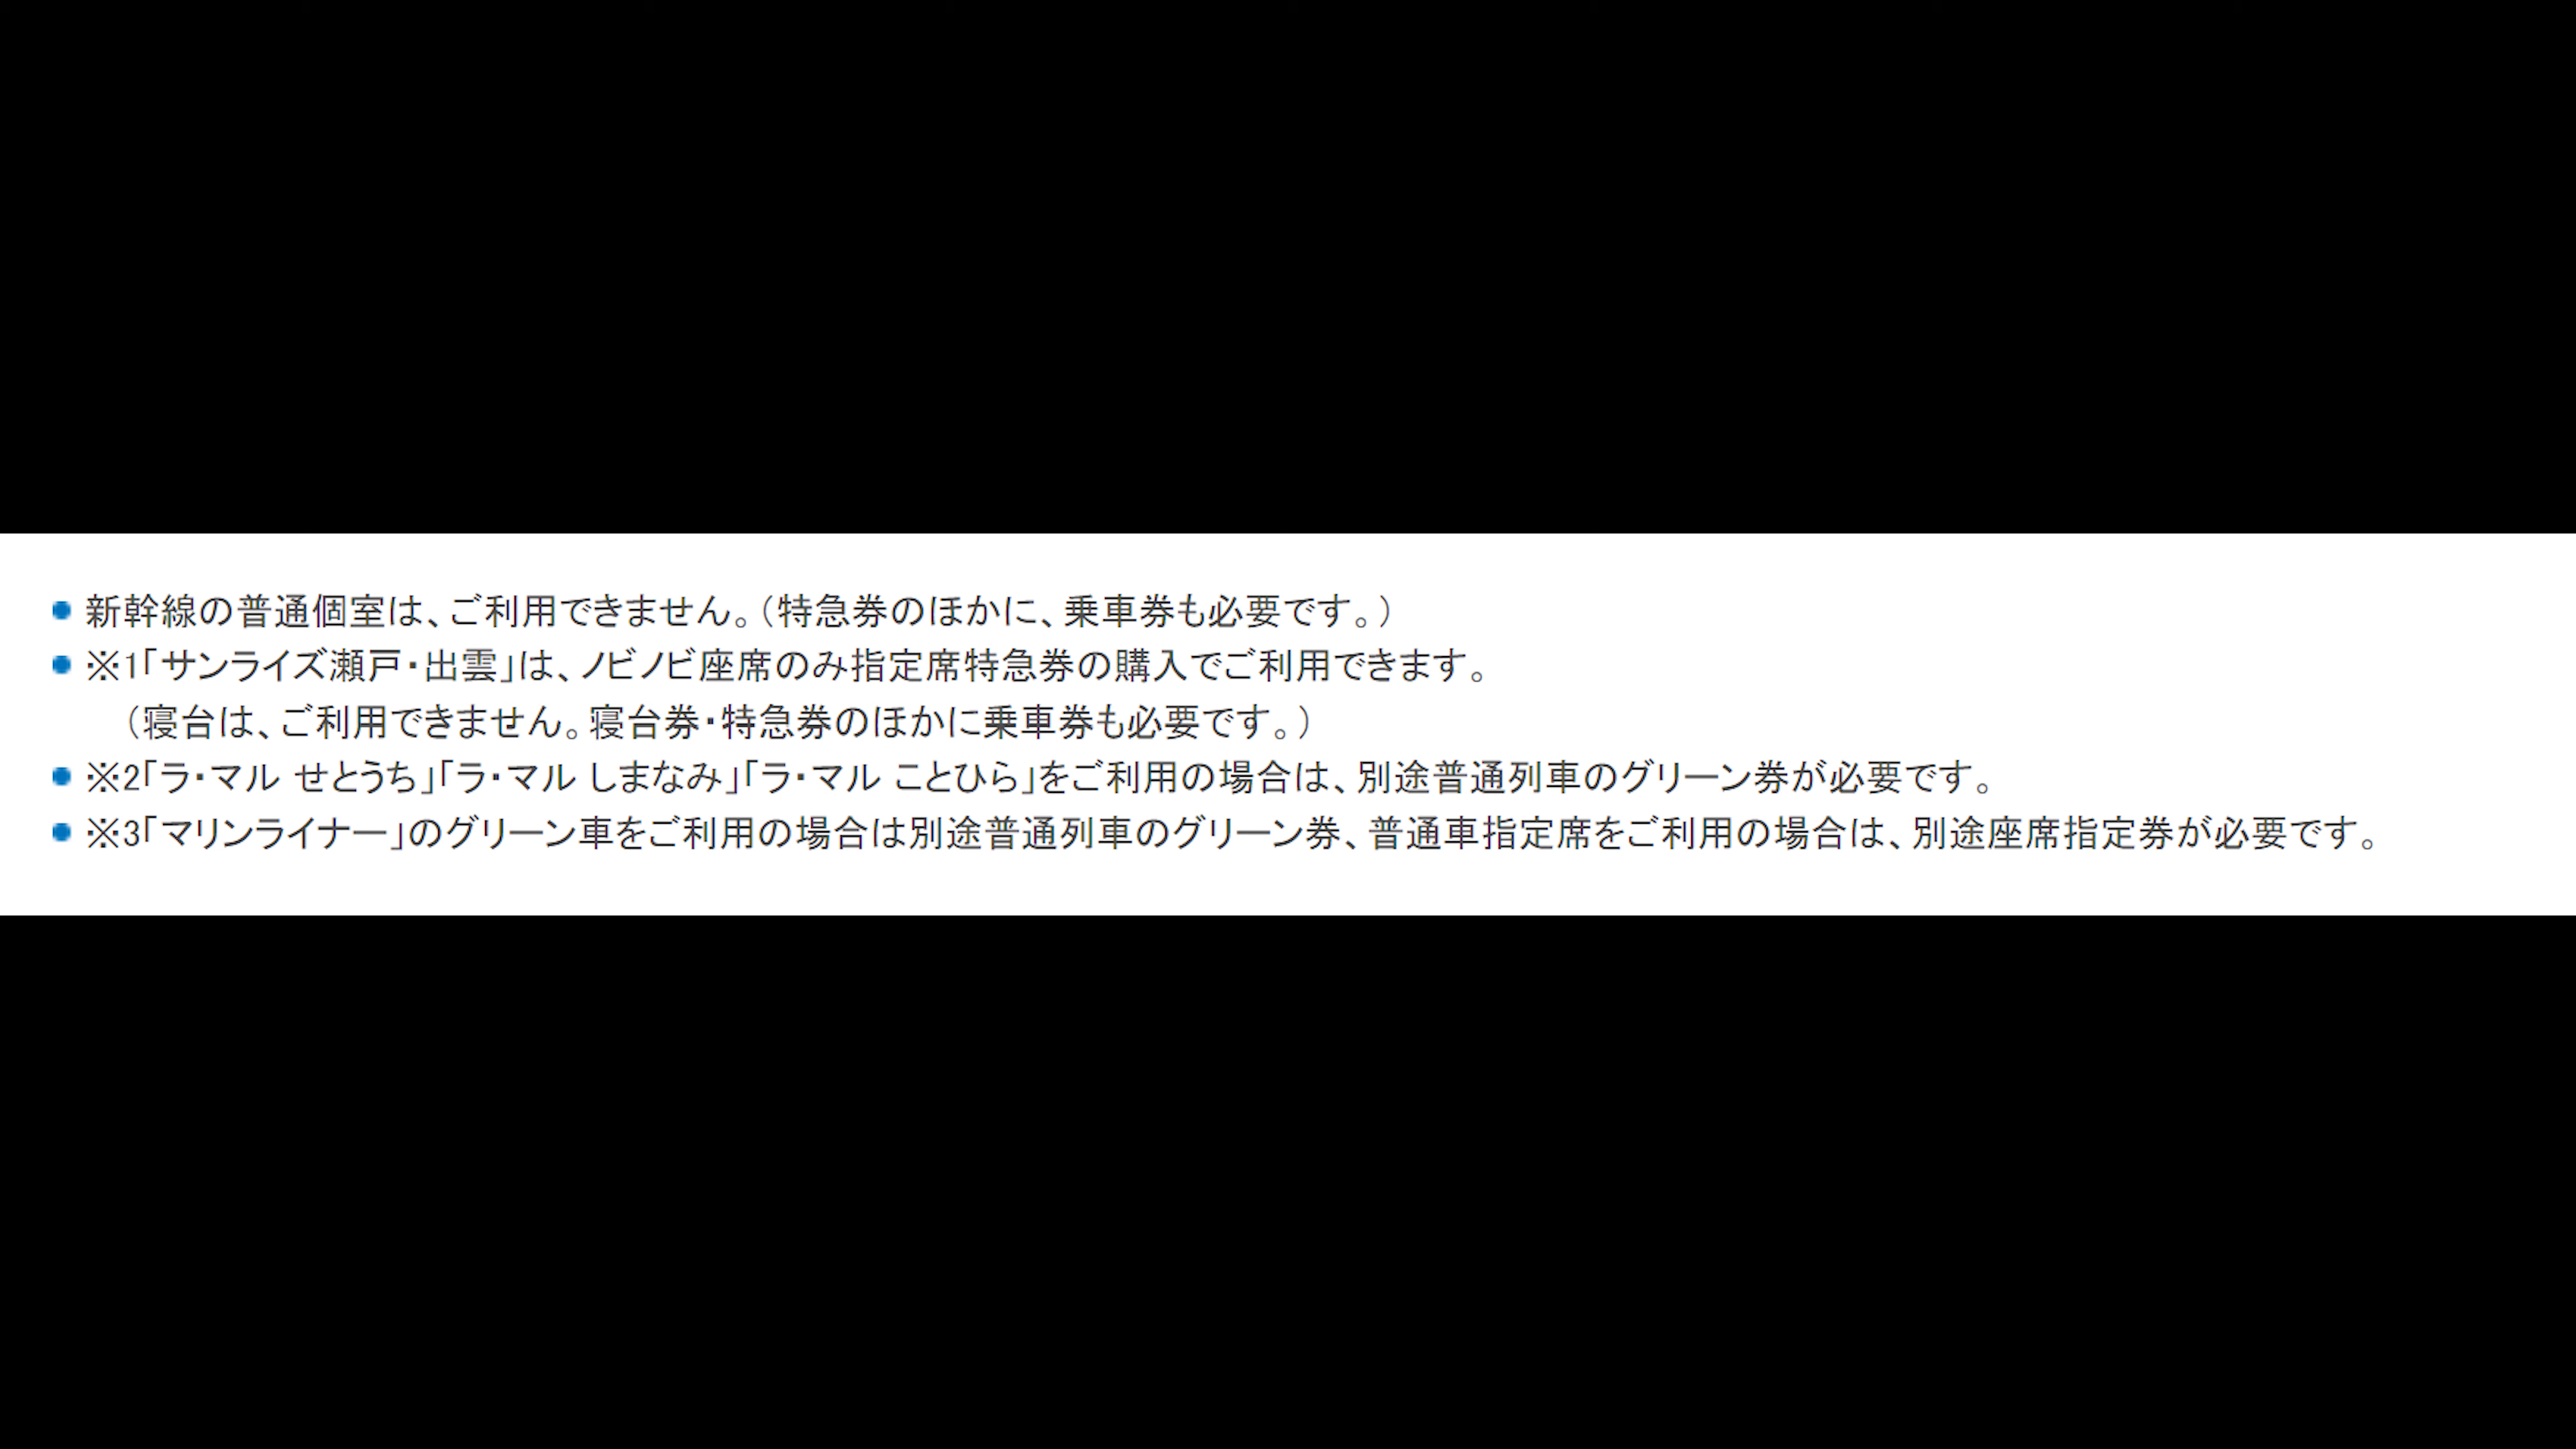 新幹線の普通個室は、ご利用できません。（特急券のほかに、乗車券も必要です。）
※1「サンライズ瀬戸・出雲」は、ノビノビ座席のみ指定席特急券の購入でご利用できます。
（寝台は、ご利用できません。寝台券・特急券のほかに乗車券も必要です。）
※2「ラ・マル せとうち」「ラ・マル しまなみ」「ラ・マル ことひら」をご利用の場合は、別途普通列車のグリーン券が必要です。
※3「マリンライナー」のグリーン車をご利用の場合は別途普通列車のグリーン券、普通車指定席をご利用の場合は、別途座席指定券が必要です。